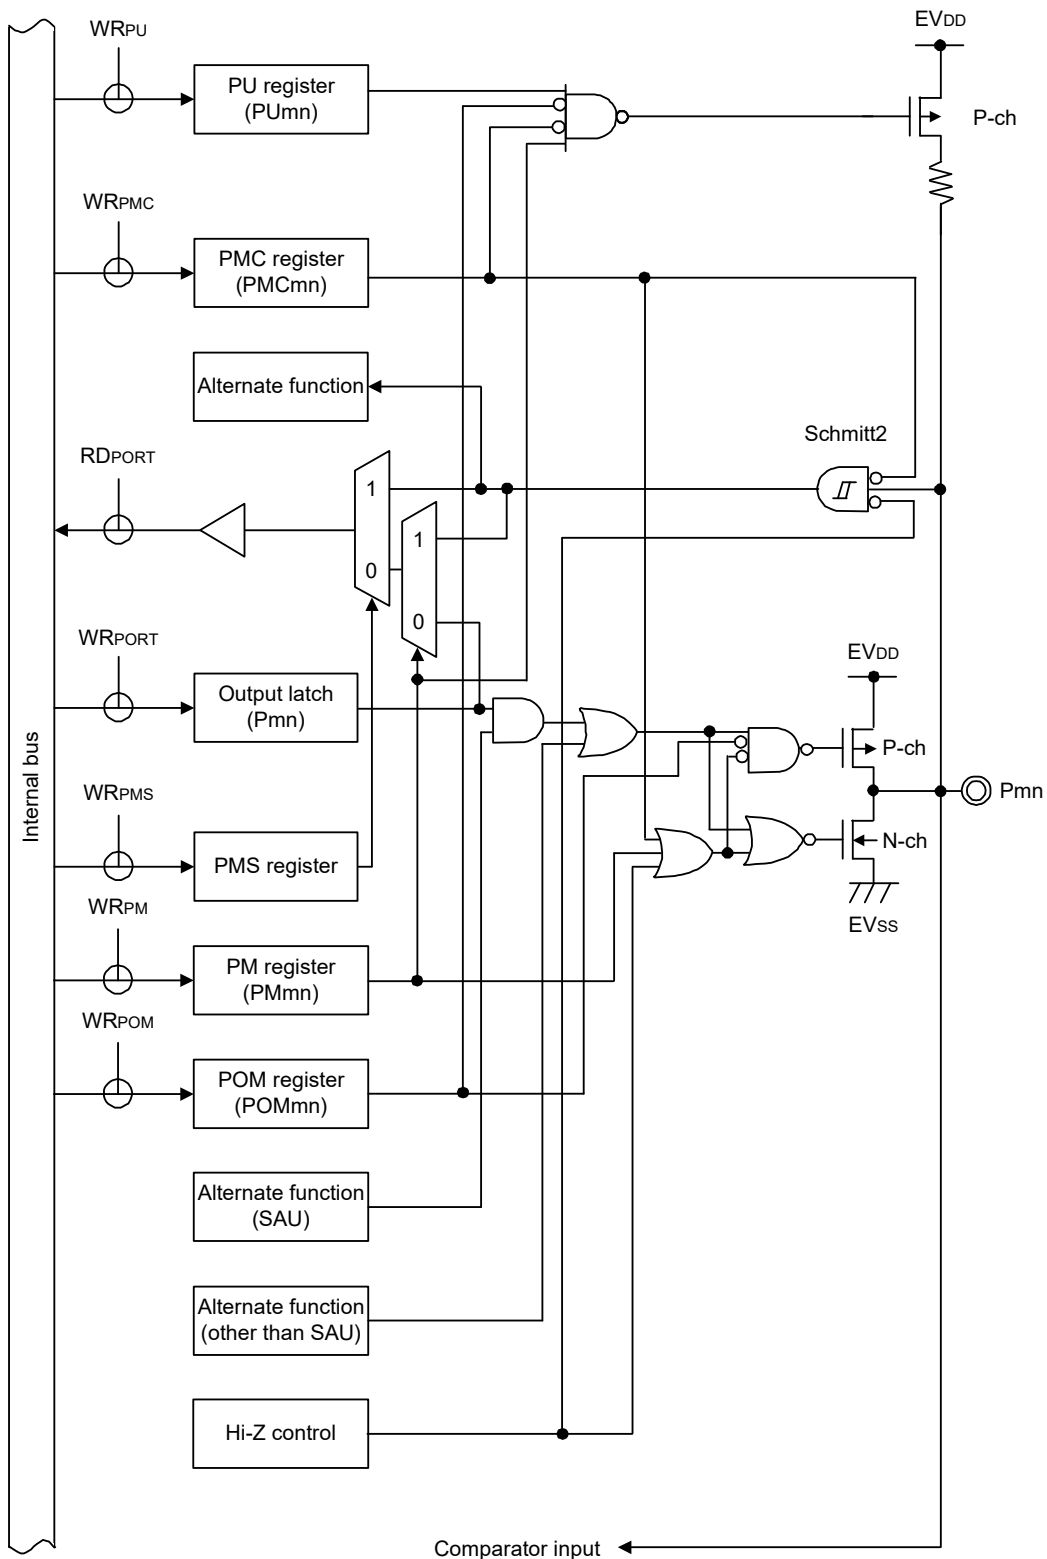 WRPU
EVDD
PU register
(PUmn)
P-ch
WRPMC
PMC register
(PMCmn)
Alternate function
Schmitt2
RDPORT
1
0
1
0
WRPORT
EVDD
Output latch
(Pmn)
P-ch
Internal bus
WRPMS
Pmn
PMS register
N-ch
WRPM
EVSS
PM register
(PMmn)
WRPOM
POM register
(POMmn)
Alternate function
(SAU)
Alternate function
(other than SAU)
Hi-Z control
Comparator input